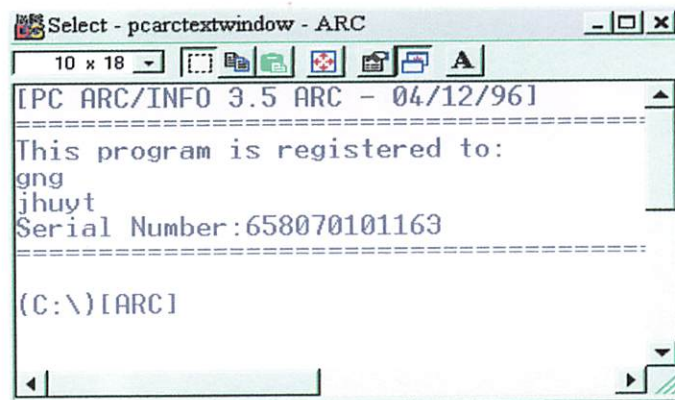 Select - pcarctextwindow - ARC
10 x 18
A
[PC ARC/INFO 3.5 ARC - 04/12/96]
==========================================
This program is registered to:
gng
jhuyt
Serial Number:658070101163
==========================================
(C:\)[ARC]